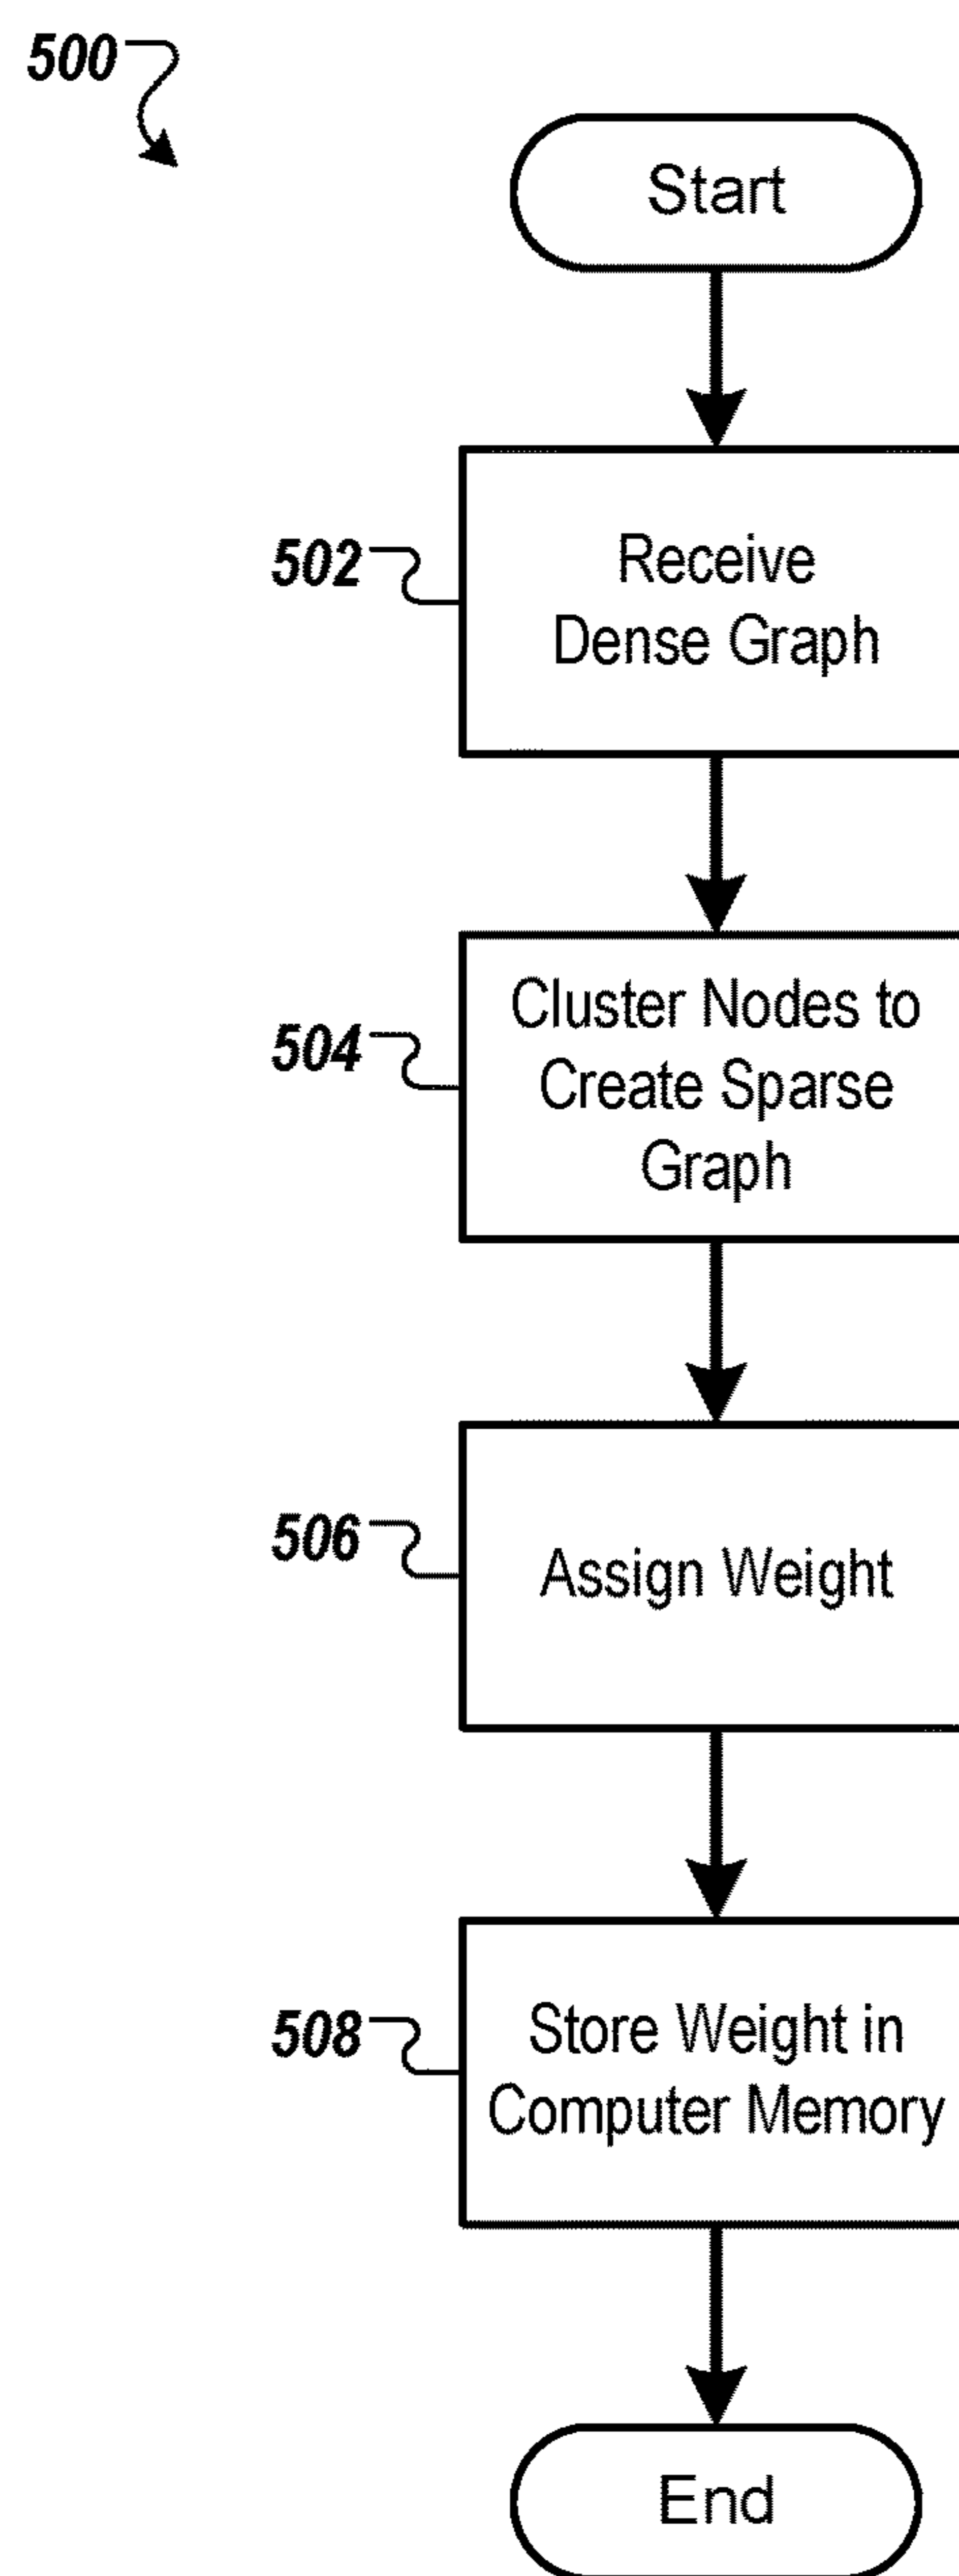 500
Start
502
Receive
Dense Graph
504
Cluster Nodes to
Create Sparse
Graph
506
Assign Weight
508
Store Weight in
Computer Memory
End